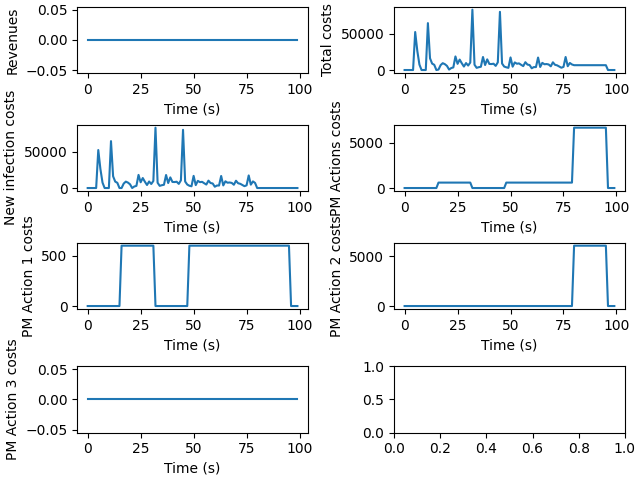 Revenues
0.05
0.00
−0.05
0 25 50 75 100
Time (s)
Total costs
50000
0
0 25 50 75 100
Time (s)
New infection costs
50000
0
0 25 50 75 100
Time (s)
PM Actions costs
5000
0
0 25 50 75 100
Time (s)
PM Action 1 costs
500
0
0 25 50 75 100
Time (s)
PM Action 2 costs
5000
0
0 25 50 75 100
Time (s)
PM Action 3 costs
0.05
0.00
−0.05
0 25 50 75 100
Time (s)
1.0
0.5
0.0
0.0 0.2 0.4 0.6 0.8 1.0